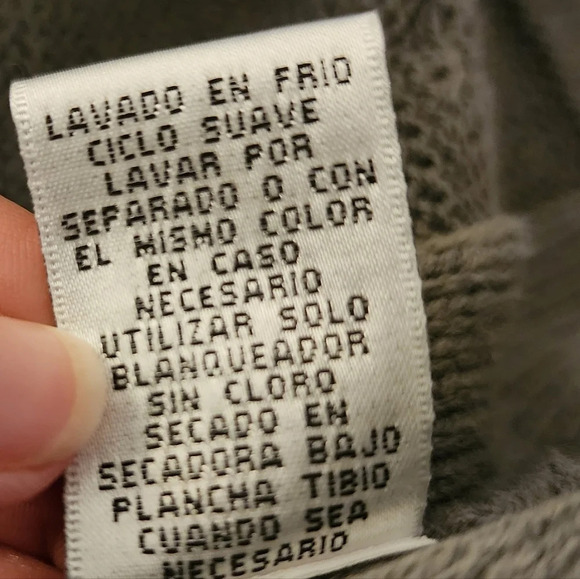 LAVADO EN FRIO
CICLO SUAVE
LAVAR POR
SEPARADO O CON
EL MISMO COLOR
EN CASO
NECESARIO
UTILIZAR SOLO
BLANQUEADOR
SIN CLORO
SECADO EN
SECADORA BAJO
PLANCHA TIBIO
CUANDO SEA
NECESARIO